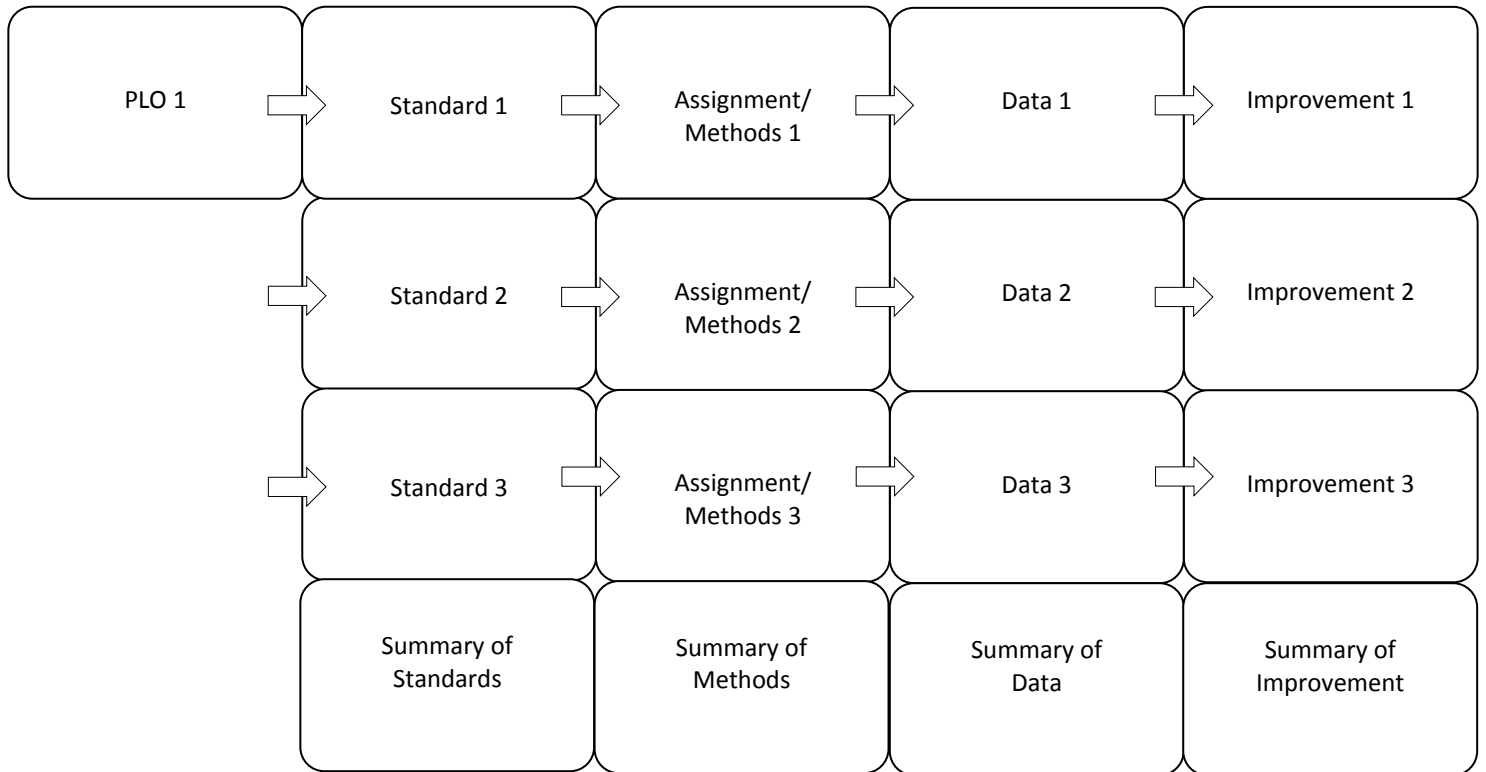 PLO 1
Standard 1
Assignment/
Methods 1
Data 1
Improvement 1
Standard 2
Assignment/
Methods 2
Data 2
Improvement 2
Standard 3
Assignment/
Methods 3
Data 3
Improvement 3
Summary of
Standards
Summary of
Methods
Summary of
Data
Summary of
Improvement